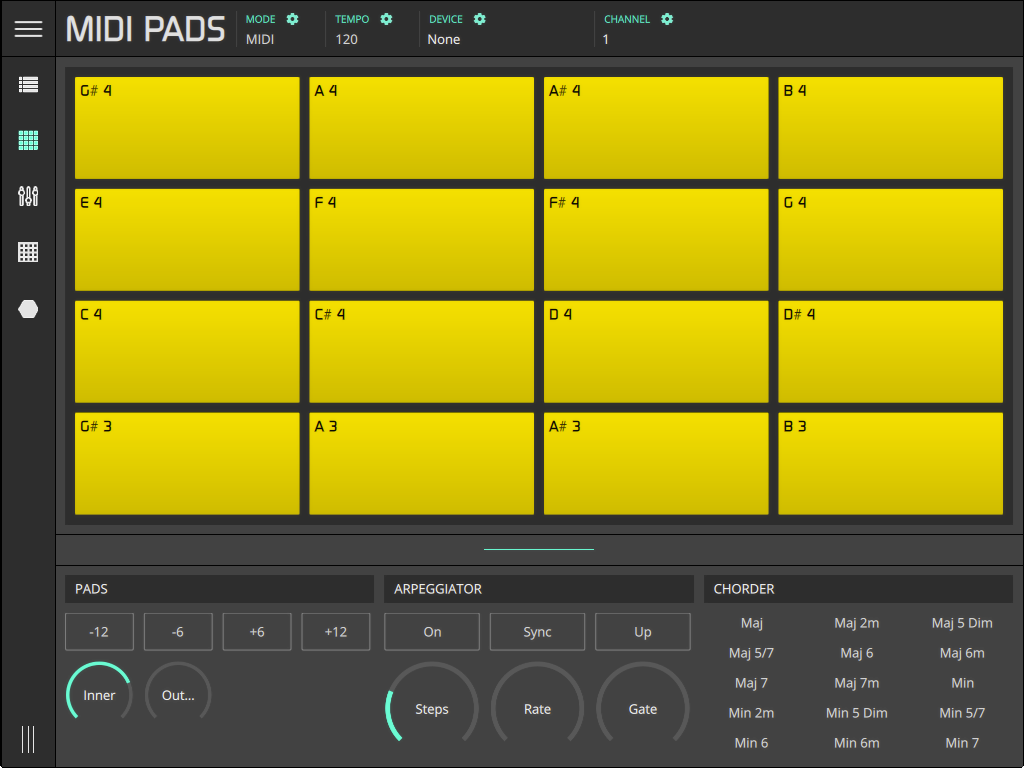 MIDI PADS
MODE TEMPO DEVICE CHANNEL
MIDI 120 None 1
G# 4 A 4 A# 4 B 4
E 4 F 4 F# 4 G 4
C 4 C# 4 D 4 D# 4
G# 3 A 3 A# 3 B 3
PADS ARPEGGIATOR CHORDER
-12 -6 +6 +12 On Sync Up
Inner Out... Steps Rate Gate
Maj Maj 2m Maj 5 Dim
Maj 5/7 Maj 6 Maj 6m
Maj 7 Maj 7m Min
Min 2m Min 5 Dim Min 5/7
Min 6 Min 6m Min 7